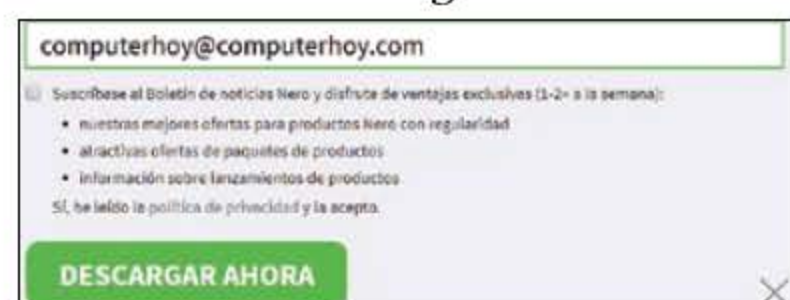 computerhoy@computerhoy.com
Suscríbase al Boletín de noticias Nero y disfrute de ventajas exclusivas (1-2× a la semana):
• nuestras mejores ofertas para productos Nero con regularidad
• atractivas ofertas de paquetes de productos
• información sobre lanzamientos de productos
Sí, he leído la política de privacidad y la acepto.
DESCARGAR AHORA